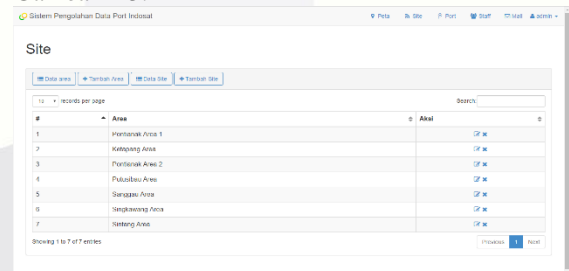 Sistem Pengolahan Data Port Indosat Peta Site Port Staff Mail admin
Site
Data area Tambah Area Data Site Tambah Site
10 records per page Search:
# Area Aksi
1 Pontianak Area 1
2 Ketapang Area
3 Pontianak Area 2
4 Putusibau Area
5 Sanggau Area
6 Singkawang Area
7 Sintang Area
Showing 1 to 7 of 7 entries Previous 1 Next